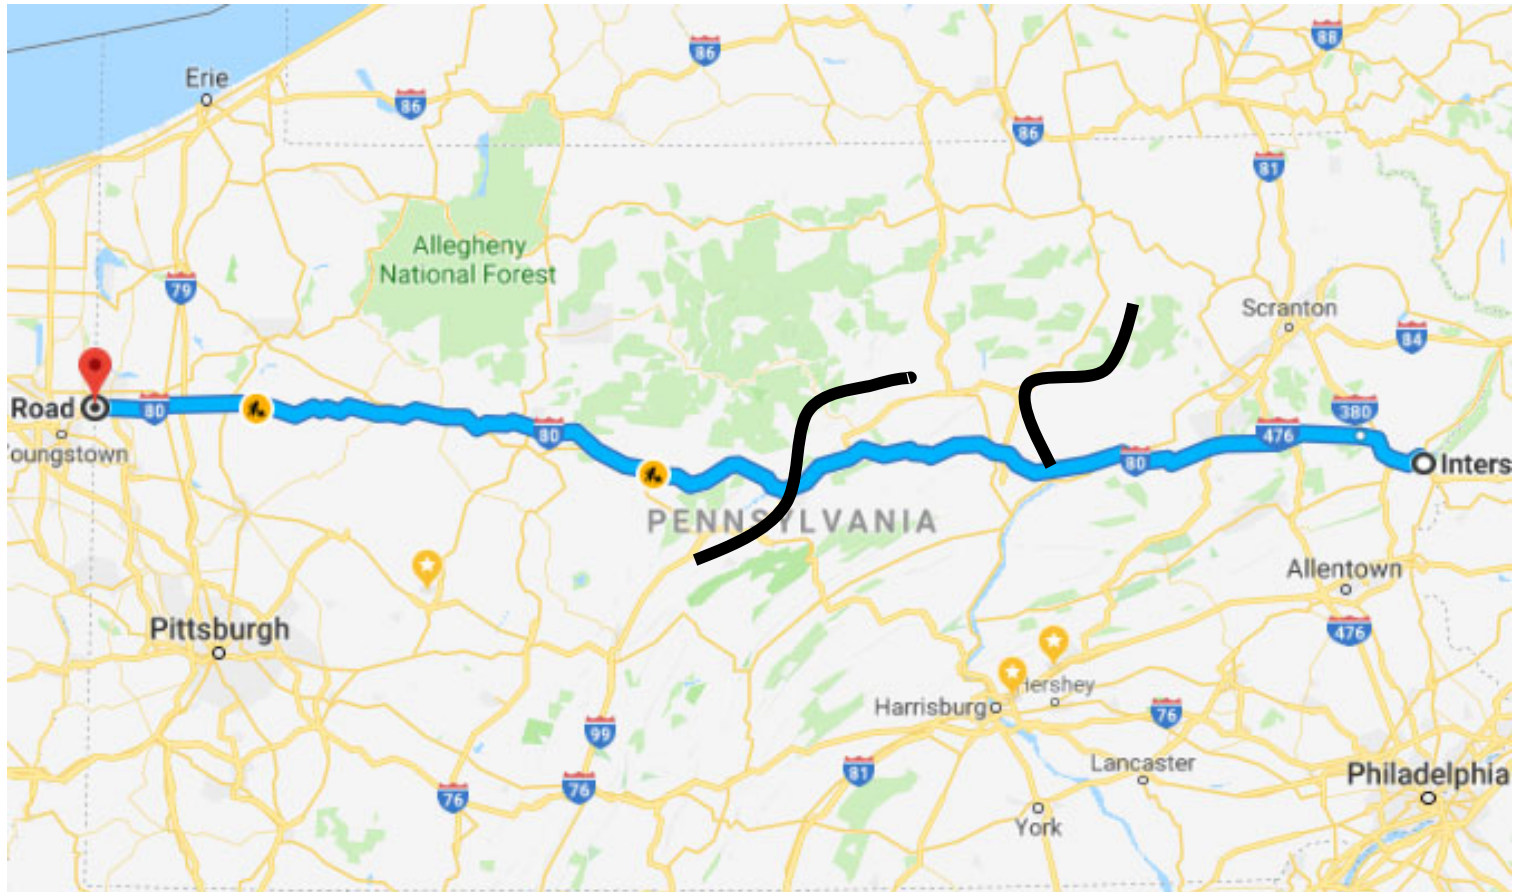 86
88
Erie
86
86
81
Allegheny
National Forest
79
Scranton
84
Road
80
380
oungstown
80
476
80
Inters
PENNSYLVANIA
Allentown
Pittsburgh
476
Hershey
Harrisburg
76
99
Lancaster
81
Philadelphia
76
76
York